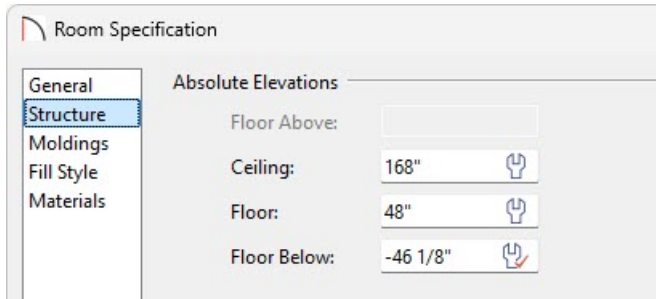 Room Specification
General
Structure
Moldings
Fill Style
Materials
Absolute Elevations
Floor Above:
Ceiling: 168"
Floor: 48"
Floor Below: -46 1/8"